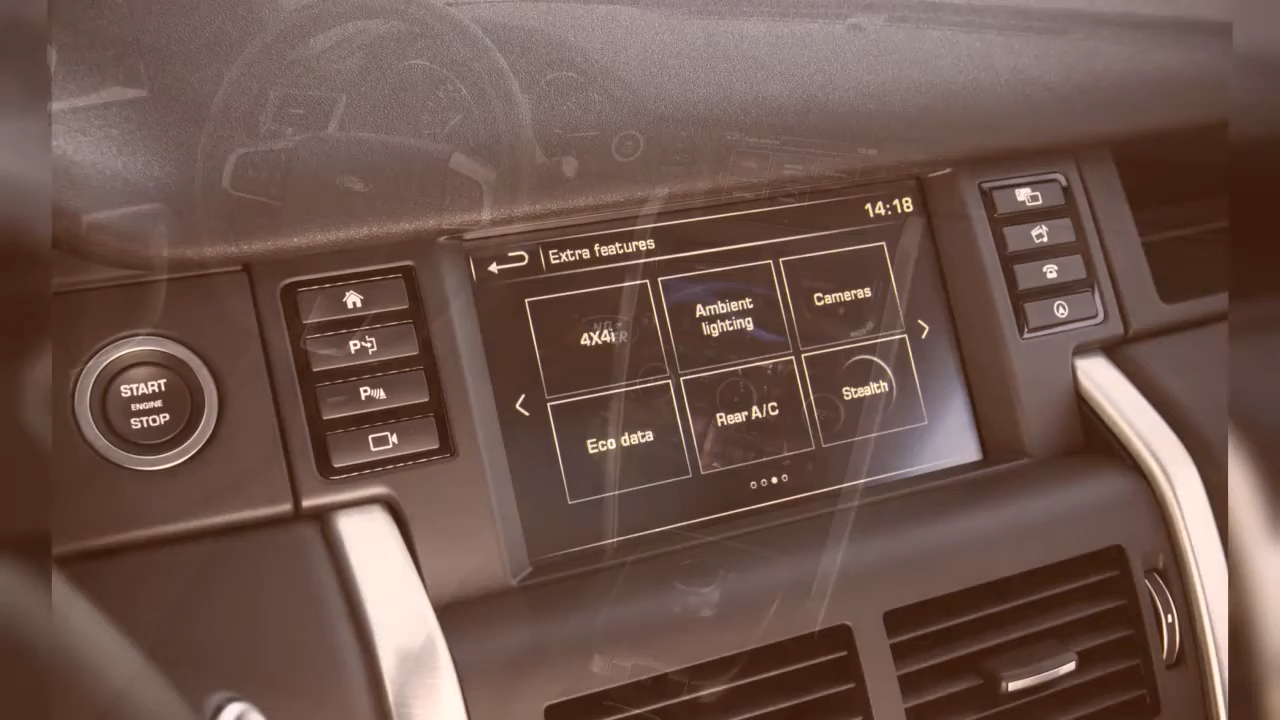 14:18
Extra features
4X4i
Ambient
lighting
Cameras
Eco data
Rear A/C
Stealth
START
ENGINE
STOP
P
P